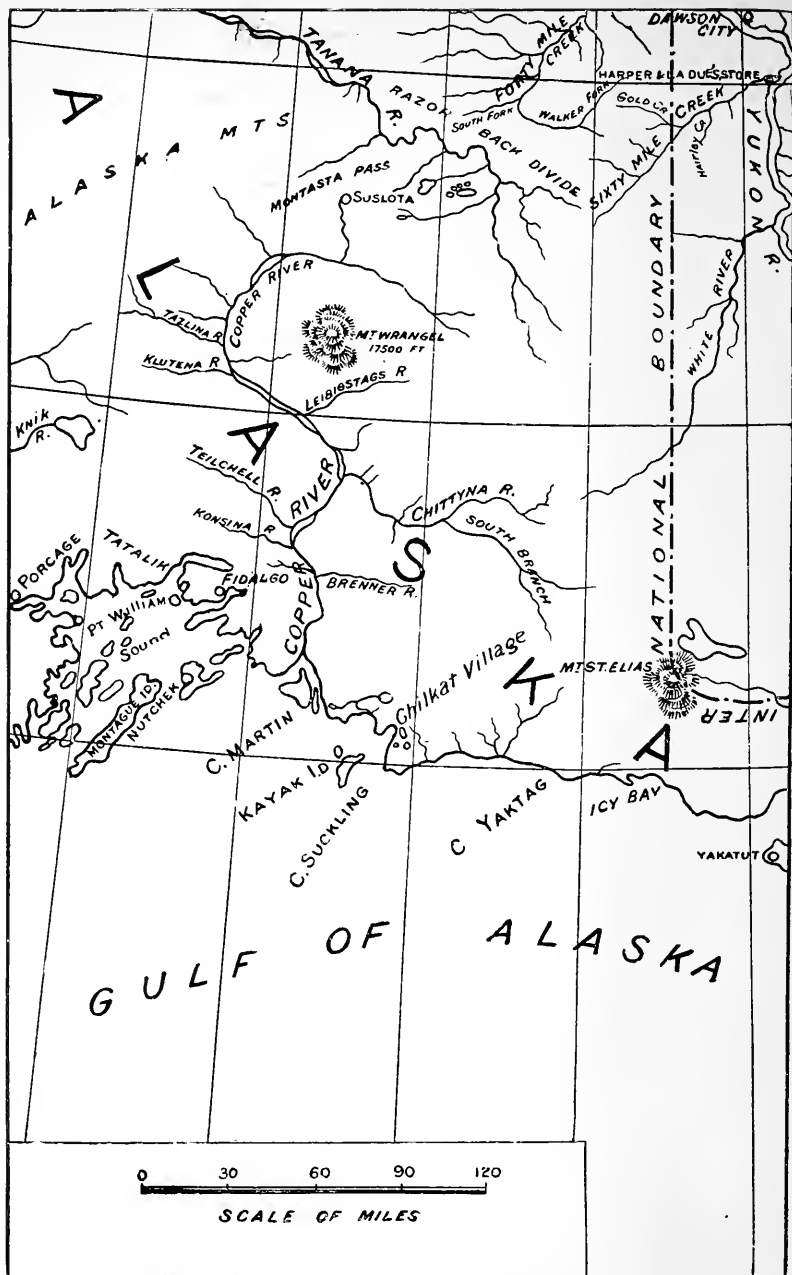 DAWSON
CITY
TANANA
R.
FORTY MILE
CREEK
HARPER & LA DUE'S STORE
RAZOR
BACK DIVIDE
SOUTH FORK
WALKER FORK
GOLD CR.
SIXTY MILE CREEK
YUKON
R.
ALASKA MTS
MONTASTA PASS
SUSLOTA
COPPER RIVER
MT WRANGEL
17500 FT
TAZLINA R
KLUTENA R
LEIBIGSTAGS R
WHITE RIVER
NATIONAL BOUNDARY
KNIK
R.
TEILCHELL R.
KONSINA R
COPPER RIVER
CHITTYNA R.
SOUTH BRANCH
BRENNER R.
PORCAGE
TATALIK
FIDALGO
PT WILLIAM
SOUND
MONTAGUE ID
NUTCHEK
Chilkat Village
MT ST. ELIAS
INTER
ALASKA
C. MARTIN
KAYAK I.D
C. SUCKLING
C YAKTAG
ICY BAY
YAKATUT
GULF OF ALASKA
0 30 60 90 120
SCALE OF MILES